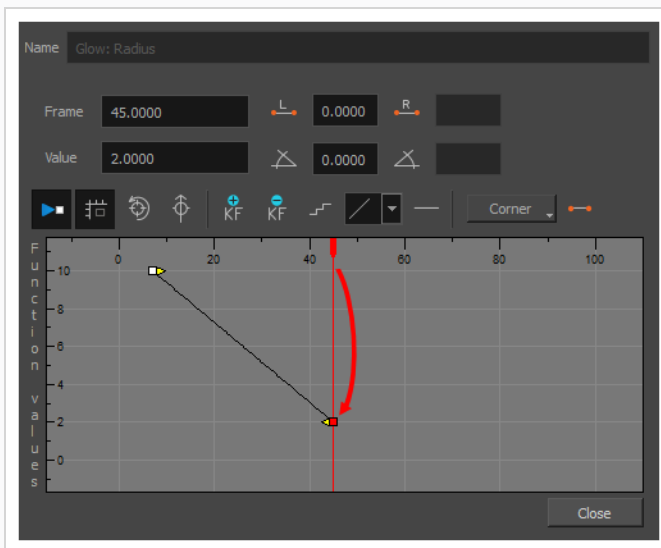 Name Glow: Radius
Frame 45.0000 L 0.0000 R
Value 2.0000 0.0000
KF KF Corner
Function values
0 20 40 60 80 100
10
8
6
4
2
0
Close